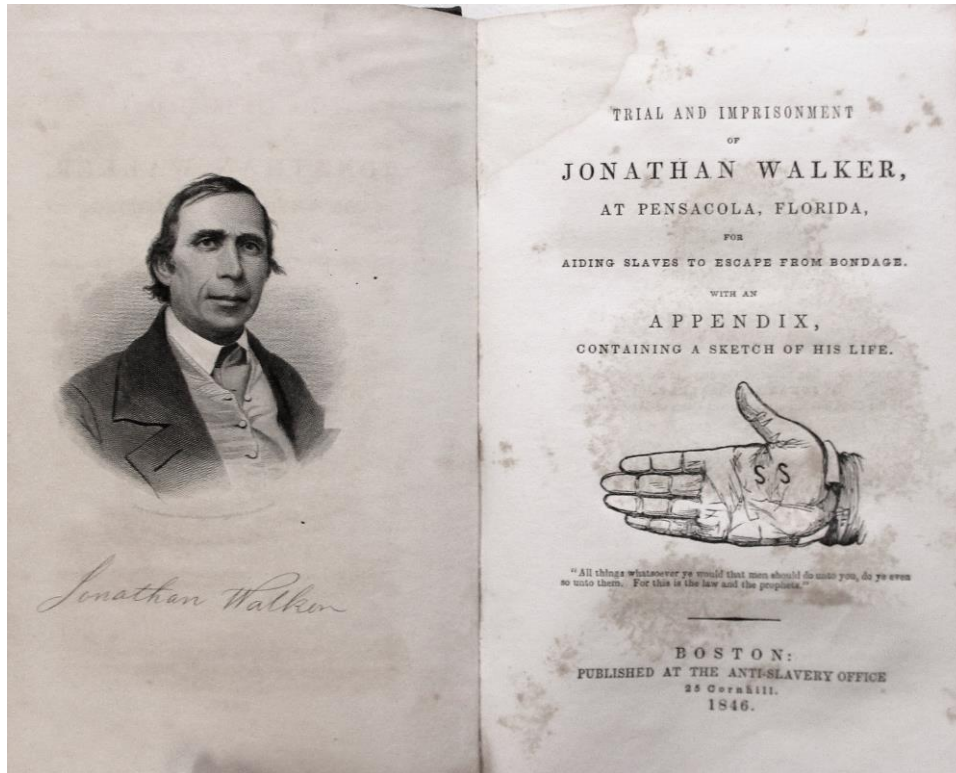 Jonathan Walker
TRIAL AND IMPRISONMENT
OF
JONATHAN WALKER,
AT PENSACOLA, FLORIDA,
FOR
AIDING SLAVES TO ESCAPE FROM BONDAGE.
WITH AN
APPENDIX,
CONTAINING A SKETCH OF HIS LIFE.
S S
"All things whatsoever ye would that men should do unto you, do ye even
so unto them. For this is the law and the prophets."
BOSTON:
PUBLISHED AT THE ANTI-SLAVERY OFFICE
25 Cornhill.
1846.